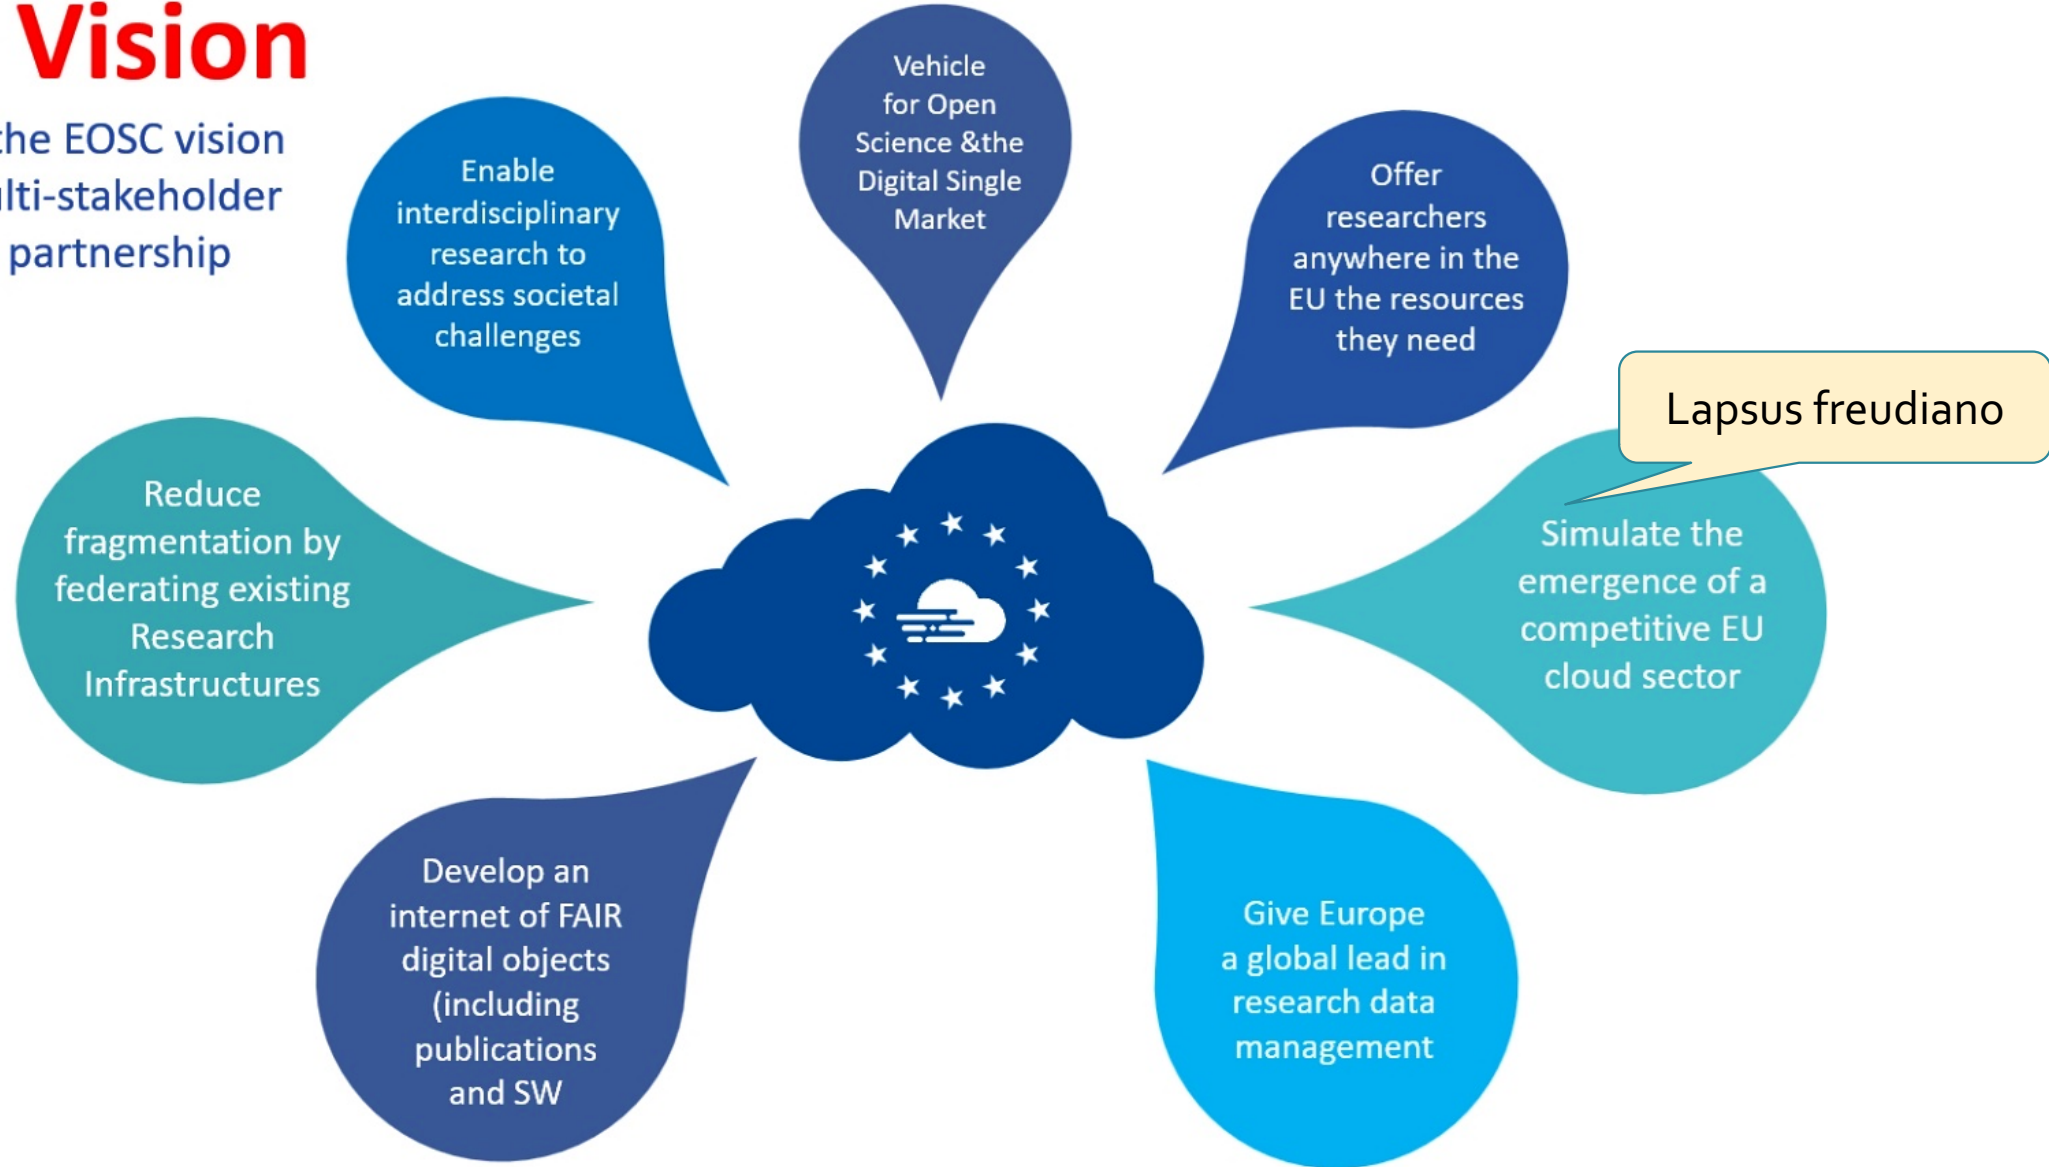 Vision
the EOSC vision
lti-stakeholder
partnership
Vehicle
for Open
Science &the
Digital Single
Market
Enable
interdisciplinary
research to
address societal
challenges
Offer
researchers
anywhere in the
EU the resources
they need
Lapsus freudiano
Reduce
fragmentation by
federating existing
Research
Infrastructures
Simulate the
emergence of a
competitive EU
cloud sector
Develop an
internet of FAIR
digital objects
(including
publications
and SW
Give Europe
a global lead in
research data
management